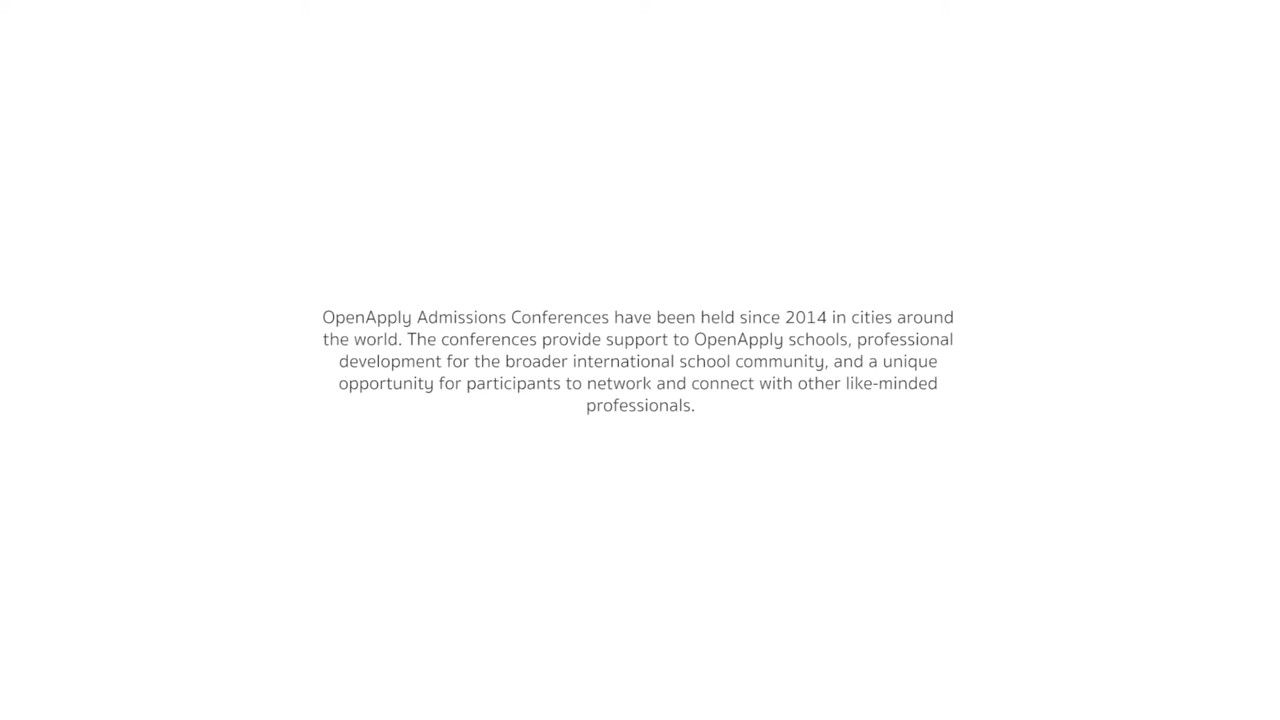 OpenApply Admissions Conferences have been held since 2014 in cities around
the world. The conferences provide support to OpenApply schools, professional
development for the broader international school community, and a unique
opportunity for participants to network and connect with other like-minded
professionals.